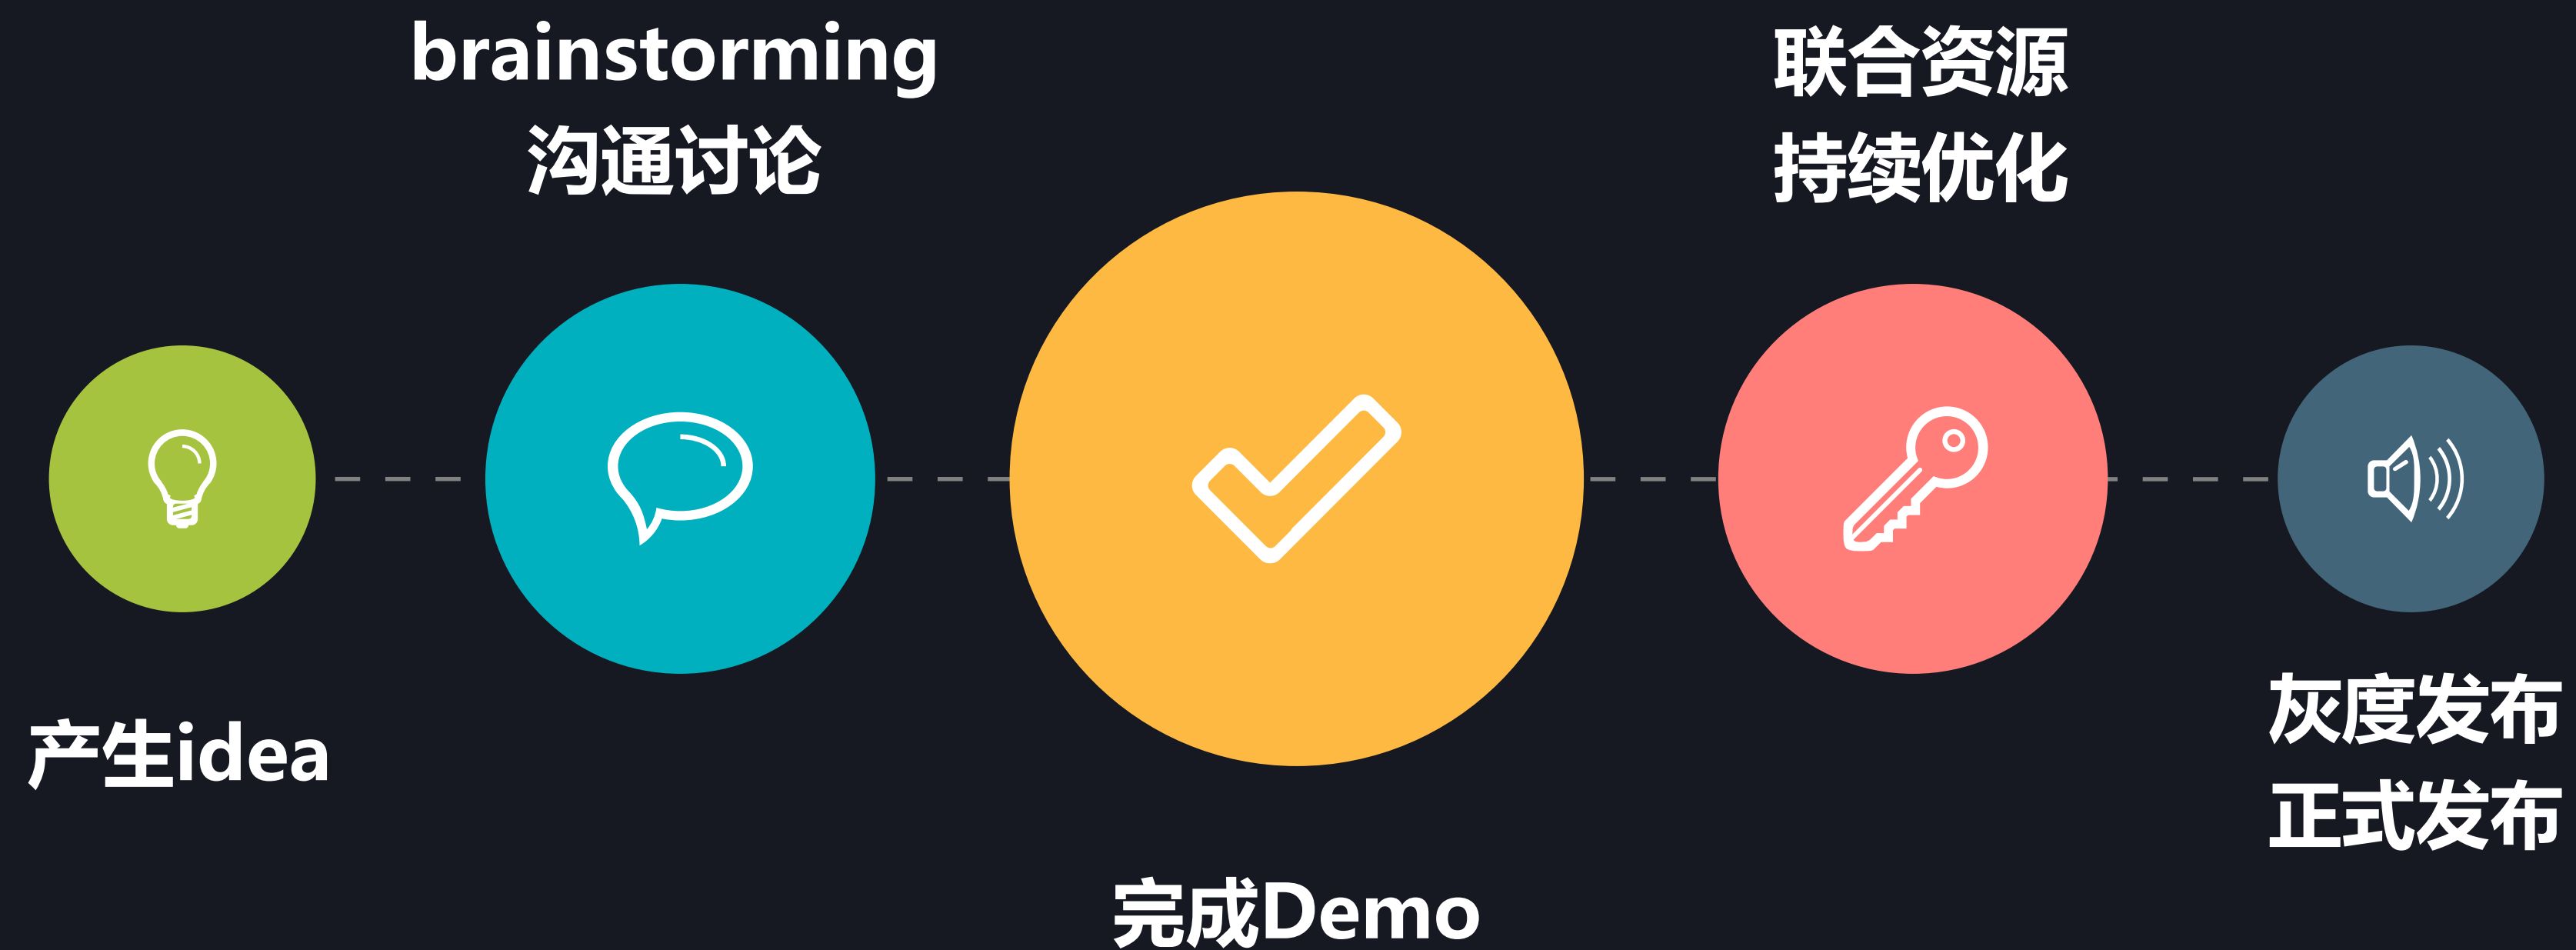 产生idea
brainstorming
沟通讨论
完成Demo
联合资源
持续优化
灰度发布
正式发布